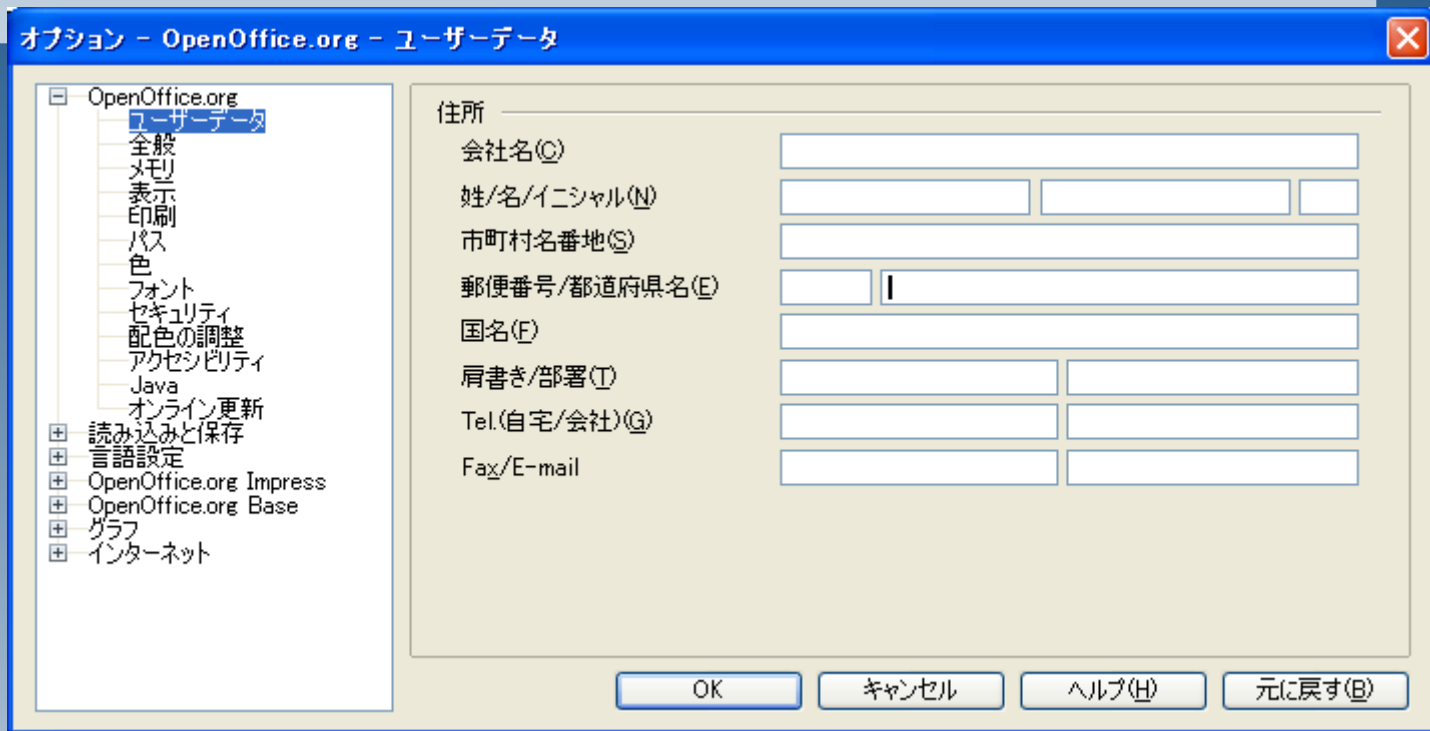 オプション - OpenOffice.org - ユーザーデータ
OpenOffice.org
ユーザーデータ
全般
メモリ
表示
印刷
パス
色
フォント
セキュリティ
配色の調整
アクセシビリティ
Java
オンライン更新
読み込みと保存
言語設定
OpenOffice.org Impress
OpenOffice.org Base
グラフ
インターネット
住所
会社名(C)
姓/名/イニシャル(N)
市町村名番地(S)
郵便番号/都道府県名(E)
国名(F)
肩書き/部署(T)
Tel.(自宅/会社)(G)
Fax/E-mail
OK
キャンセル
ヘルプ(H)
元に戻す(B)